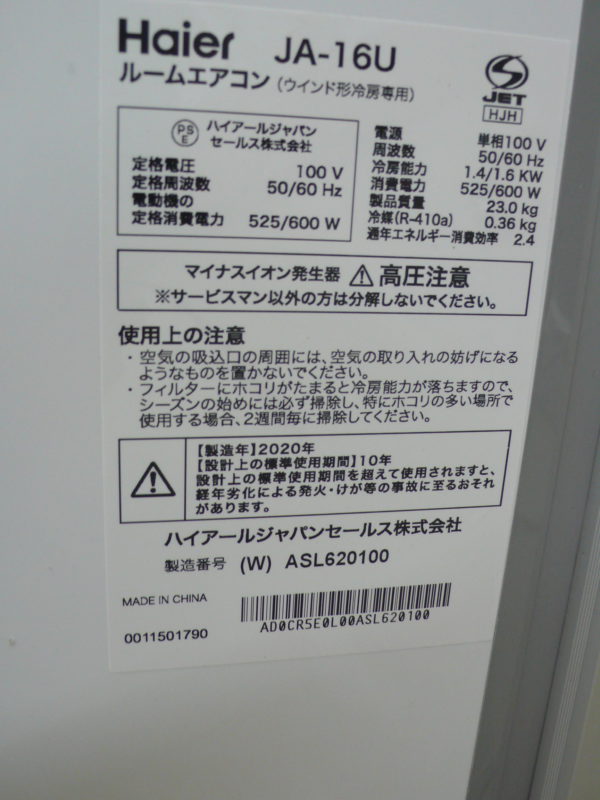 Haier JA-16U
ルームエアコン (ウインド形冷房専用)
JET
HJH
PSE ハイアールジャパン
セールス株式会社
定格電圧 100 V
定格周波数 50/60 Hz
電動機の
定格消費電力 525/600 W
電源 単相100 V
周波数 50/60 Hz
冷房能力 1.4/1.6 KW
消費電力 525/600 W
製品質量 23.0 kg
冷媒(R-410a) 0.36 kg
通年エネルギー消費効率 2.4
マイナスイオン発生器 ⚠ 高圧注意
※サービスマン以外の方は分解しないでください。
使用上の注意
・空気の吸込口の周囲には、空気の取り入れの妨げになる
ようなものを置かないでください。
・フィルターにホコリがたまると冷房能力が落ちますので、
シーズンの始めには必ず掃除し、特にホコリの多い場所で
使用する場合、2週間毎に掃除してください。
【製造年】2020年
【設計上の標準使用期間】10年
設計上の標準使用期間を超えて使用されますと、
経年劣化による発火・けが等の事故に至るおそれ
があります。
ハイアールジャパンセールス株式会社
製造番号 (W) ASL620100
MADE IN CHINA
AD0CR5E0L00ASL620100
0011501790